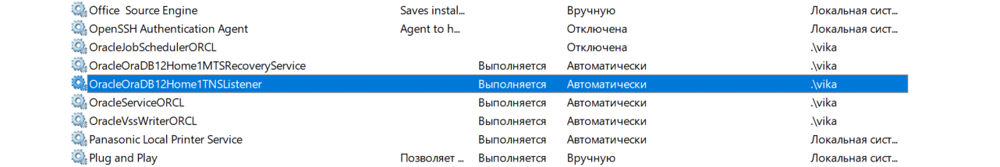 Office  Source Engine Saves instal... Вручную Локальная сист...
OpenSSH Authentication Agent Agent to h... Отключена Локальная сист...
OracleJobSchedulerORCL Отключена .\vika
OracleOraDB12Home1MTSRecoveryService Выполняется Автоматически .\vika
OracleOraDB12Home1TNSListener Выполняется Автоматически .\vika
OracleServiceORCL Выполняется Автоматически .\vika
OracleVssWriterORCL Выполняется Автоматически .\vika
Panasonic Local Printer Service Выполняется Автоматически Локальная сист...
Plug and Play Позволяет ... Выполняется Вручную Локальная сист...